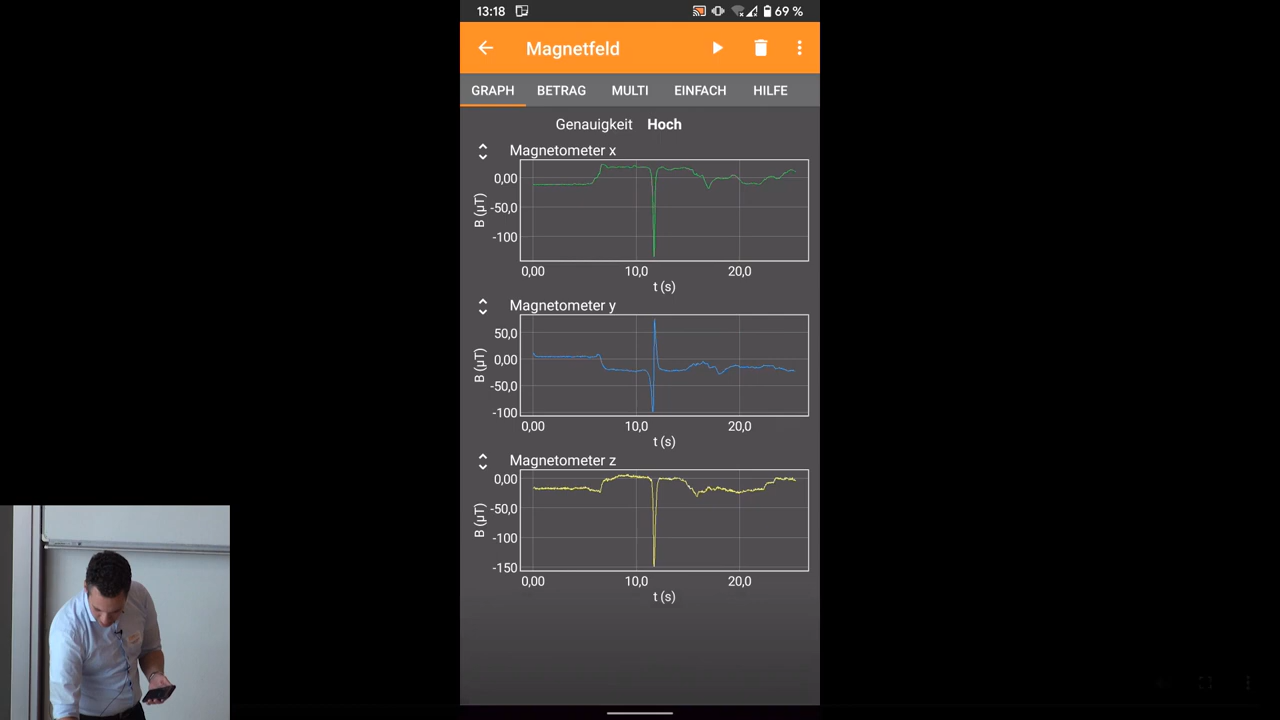 13:18 69 %
Magnetfeld
GRAPH BETRAG MULTI EINFACH HILFE
Genauigkeit Hoch
Magnetometer x
B (µT)
0,00
-50,0
-100
0,00 10,0 20,0
t (s)
Magnetometer y
B (µT)
50,0
0,00
-50,0
-100
0,00 10,0 20,0
t (s)
Magnetometer z
B (µT)
0,00
-50,0
-100
-150
0,00 10,0 20,0
t (s)